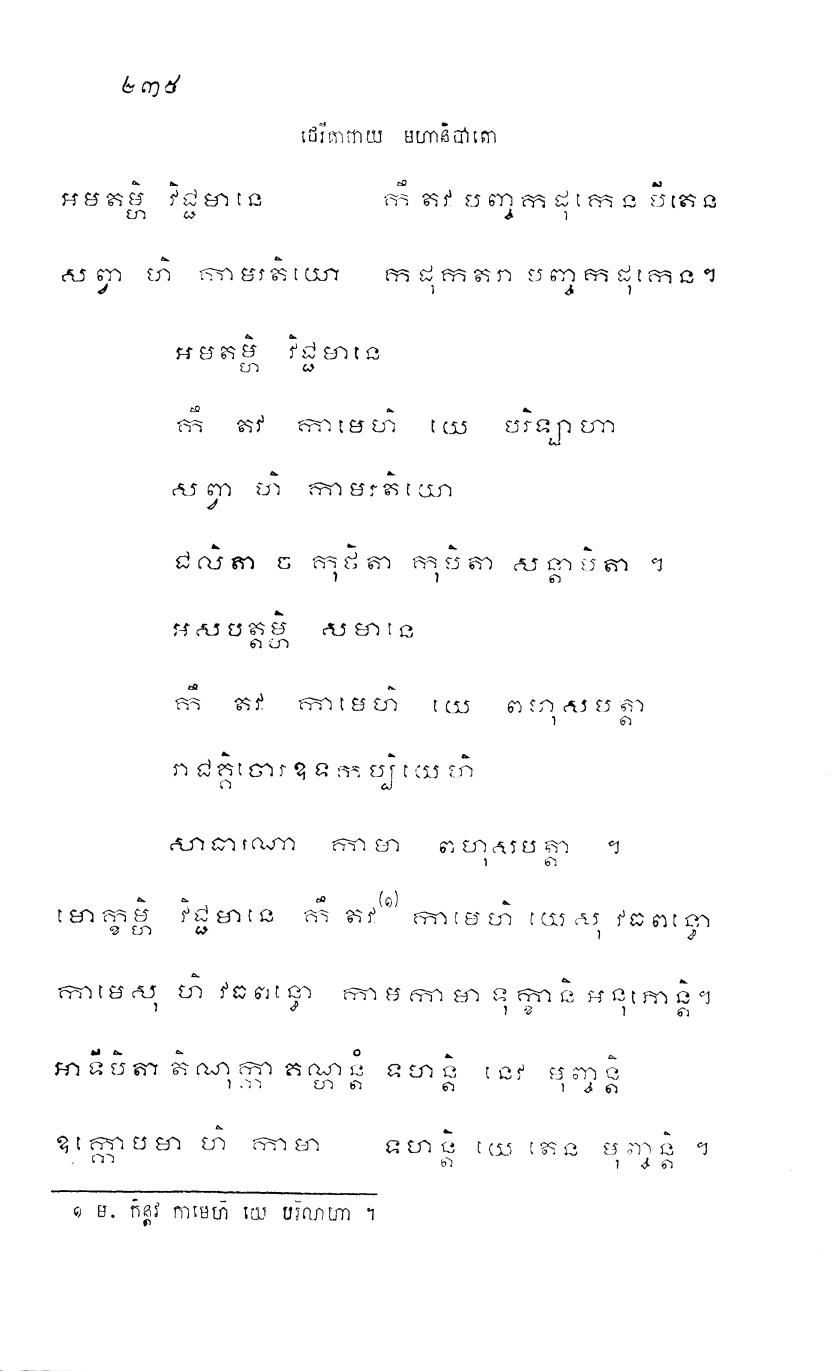 ២៣៥
ថេរីគាថាយ មហានិបាតោ
អមតម្ហិ វិជ្ជមានេ កឹ តវ បញ្ចកដុកេន បីតេន
សព្វា ហិ កាមរតិយោ កដុកតរា បញ្ចកដុកេន។
អមតម្ហិ វិជ្ជមានេ
កឹ តវ កាមេហិ យេ បរិឡ្បាហា
សព្វា ហិ កាមរតិយោ
ជលិតា ច កុថិតា កុបិតា សន្តាបិតា ។
អសបត្តម្ហិ សមានេ
កឹ តវ កាមេហិ យេ ពហុសបត្តា
រាជគ្គិចោរឧទកប្បិយេហិ
សាធារណោ កាមា ពហុសបត្តា ។
មោក្ខម្ហិ វិជ្ជមានេ កឹ តវ(១) កាមេហិ យេសុ វធពន្ធោ
កាមេសុ ហិ វធពន្ធោ កាមកាមា ទុក្ខានិ អនុភោន្តិ។
អាទីបិតា តិណុក្កា គណ្ហន្តំ ទហន្តិ នេវ មុញ្ចន្តិ
ឧក្កោបមា ហិ កាមា ទហន្តិ យេ តេន មុញ្ចន្តិ ។
១ ម. កិន្តវ កាមេហិ យេ បរិឡាហា ។